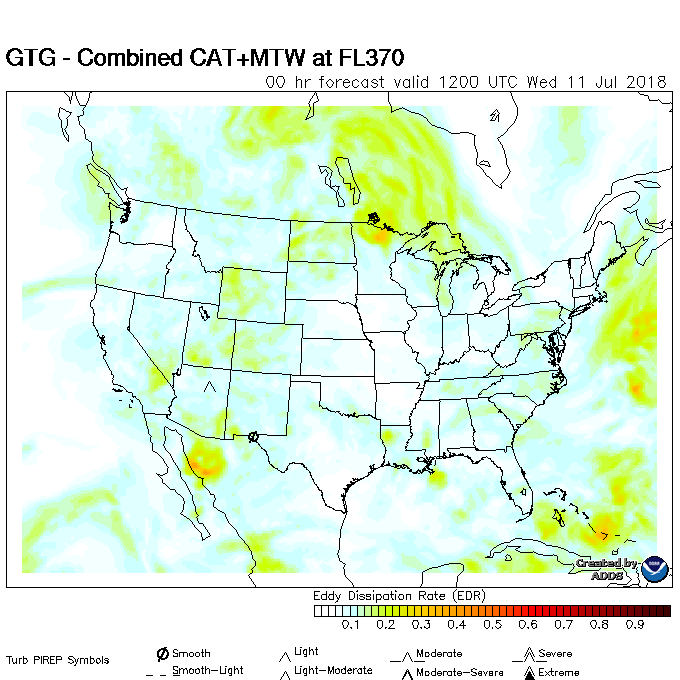 GTG - Combined CAT+MTW at FL370
00 hr forecast valid 1200 UTC Wed 11 Jul 2018
Created by
ADDS
NOAA
Eddy Dissipation Rate (EDR)
0.1 0.2 0.3 0.4 0.5 0.6 0.7 0.8 0.9
Turb PIREP Symbols
Smooth Light Moderate Severe
Smooth-Light Light-Moderate Moderate-Severe Extreme